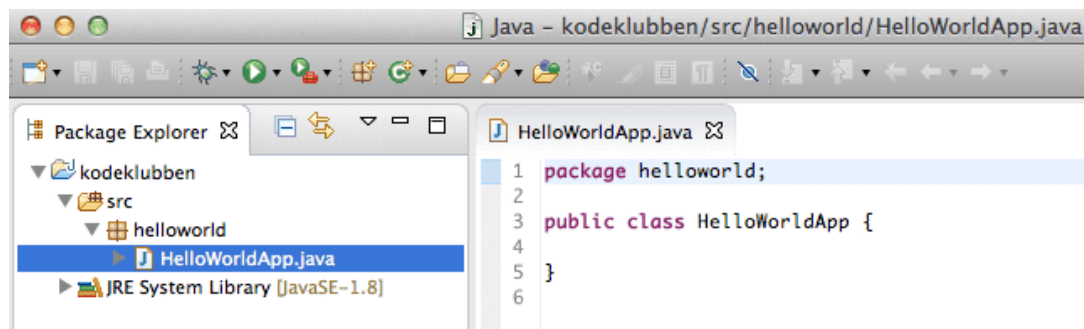 Java – kodeklubben/src/helloworld/HelloWorldApp.java
Package Explorer
kodeklubben
src
helloworld
HelloWorldApp.java
JRE System Library [JavaSE-1.8]
HelloWorldApp.java
1 package helloworld;
2
3 public class HelloWorldApp {
4
5 }
6